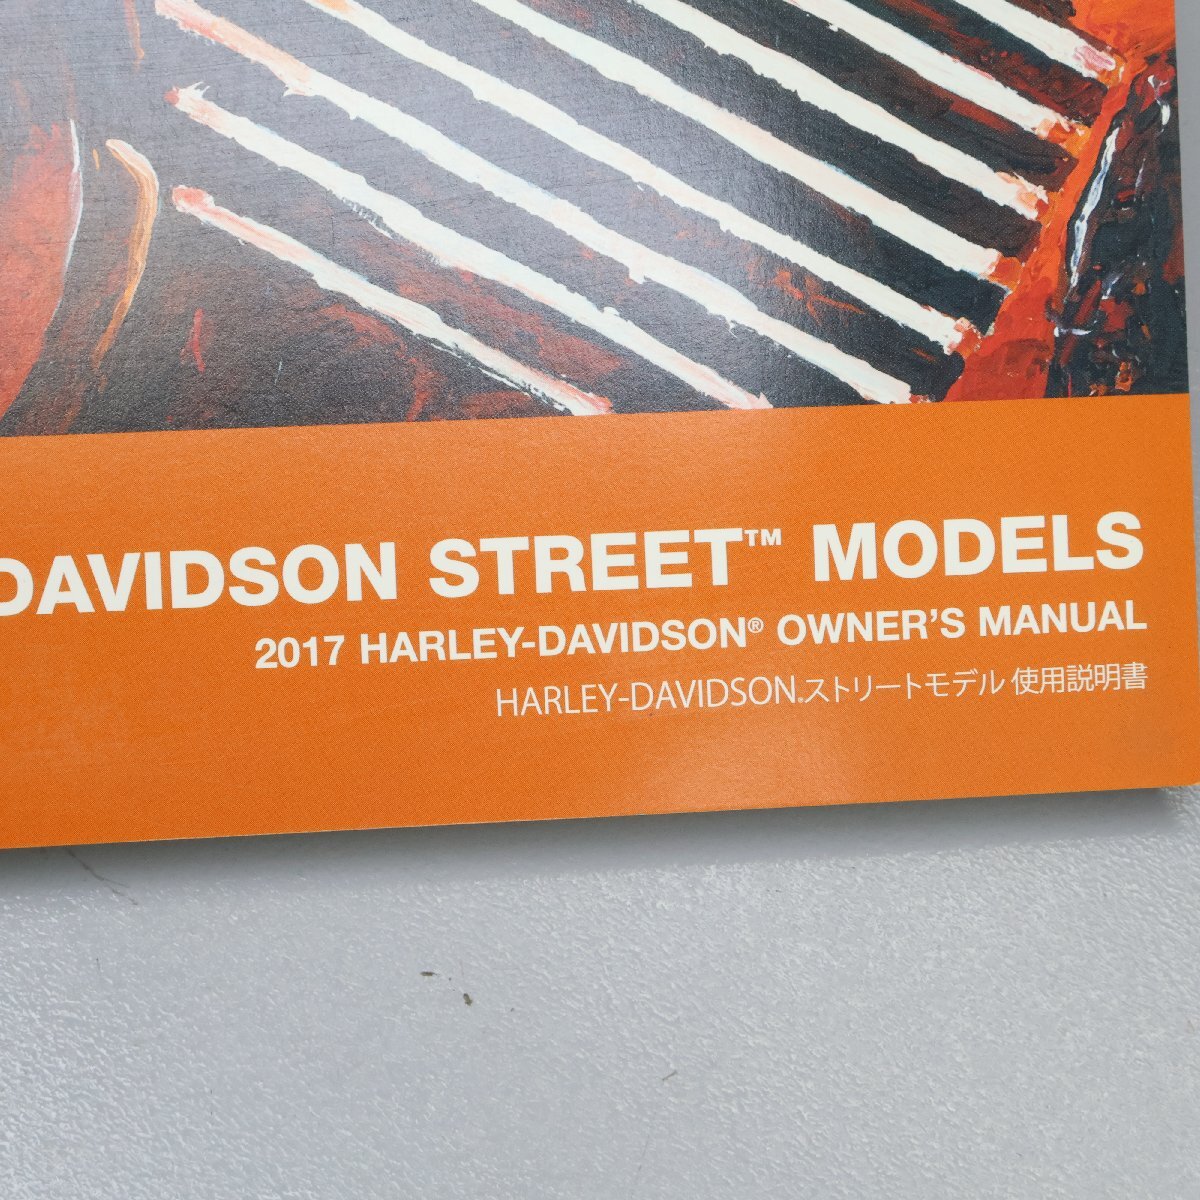 DAVIDSON STREET™ MODELS
2017 HARLEY-DAVIDSON® OWNER'S MANUAL
HARLEY-DAVIDSON®ストリートモデル 使用説明書